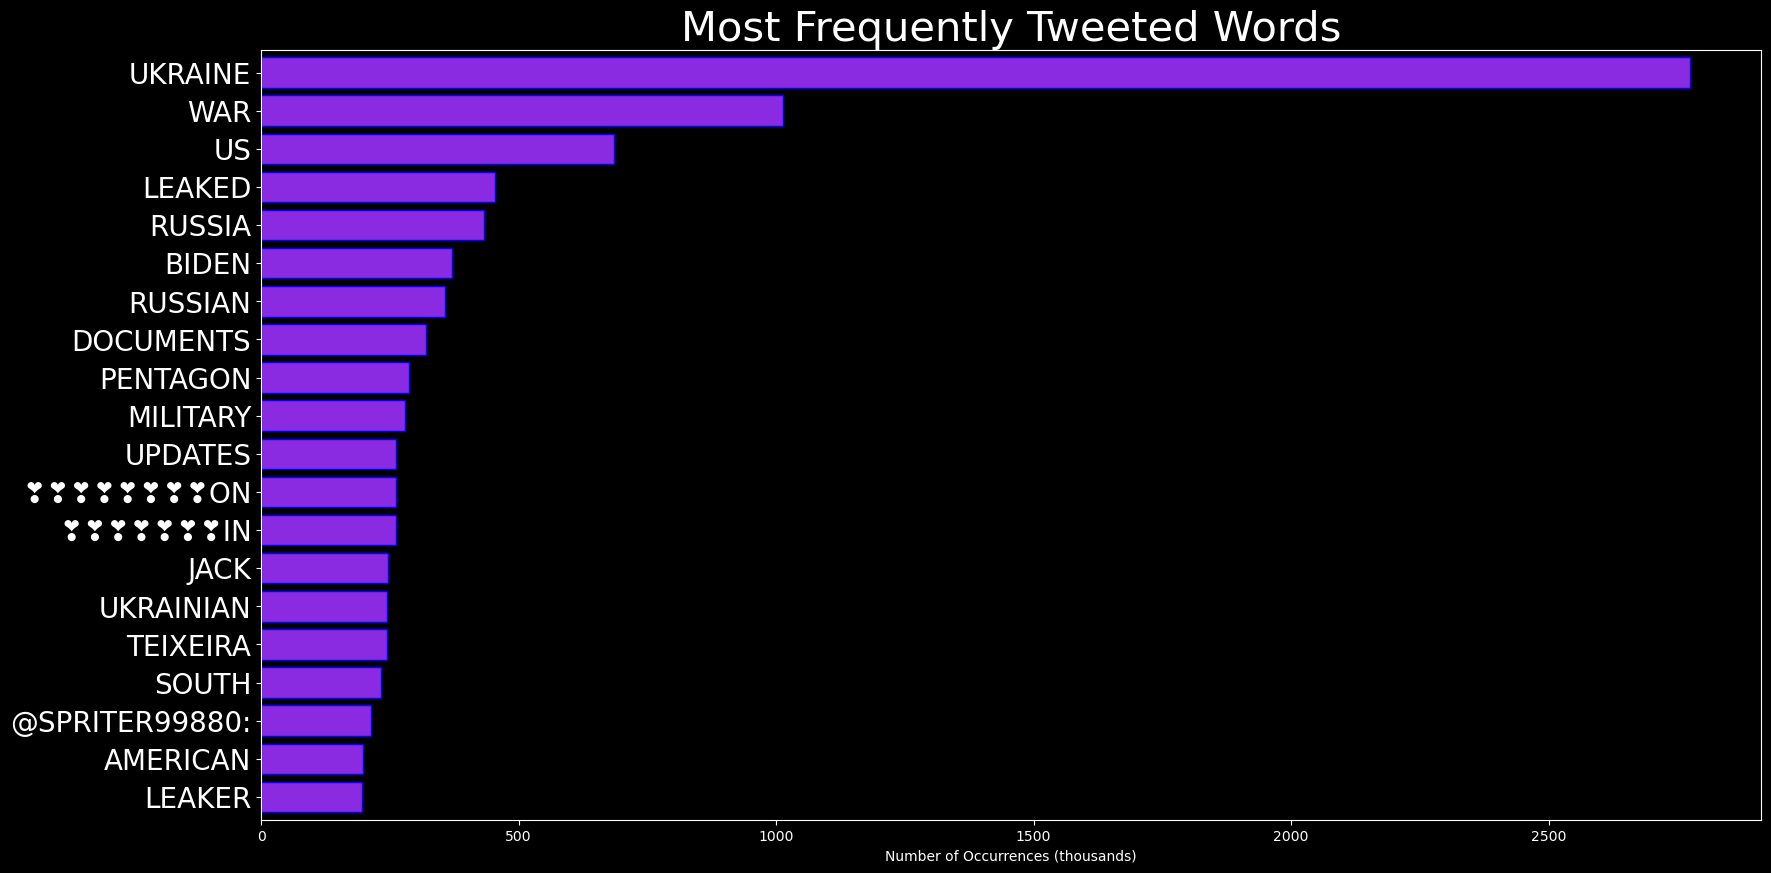 Most Frequently Tweeted Words
UKRAINE
WAR
US
LEAKED
RUSSIA
BIDEN
RUSSIAN
DOCUMENTS
PENTAGON
MILITARY
UPDATES
❣❣❣❣❣❣❣❣ON
❣❣❣❣❣❣❣IN
JACK
UKRAINIAN
TEIXEIRA
SOUTH
@SPRITER99880:
AMERICAN
LEAKER
0 500 1000 1500 2000 2500
Number of Occurrences (thousands)